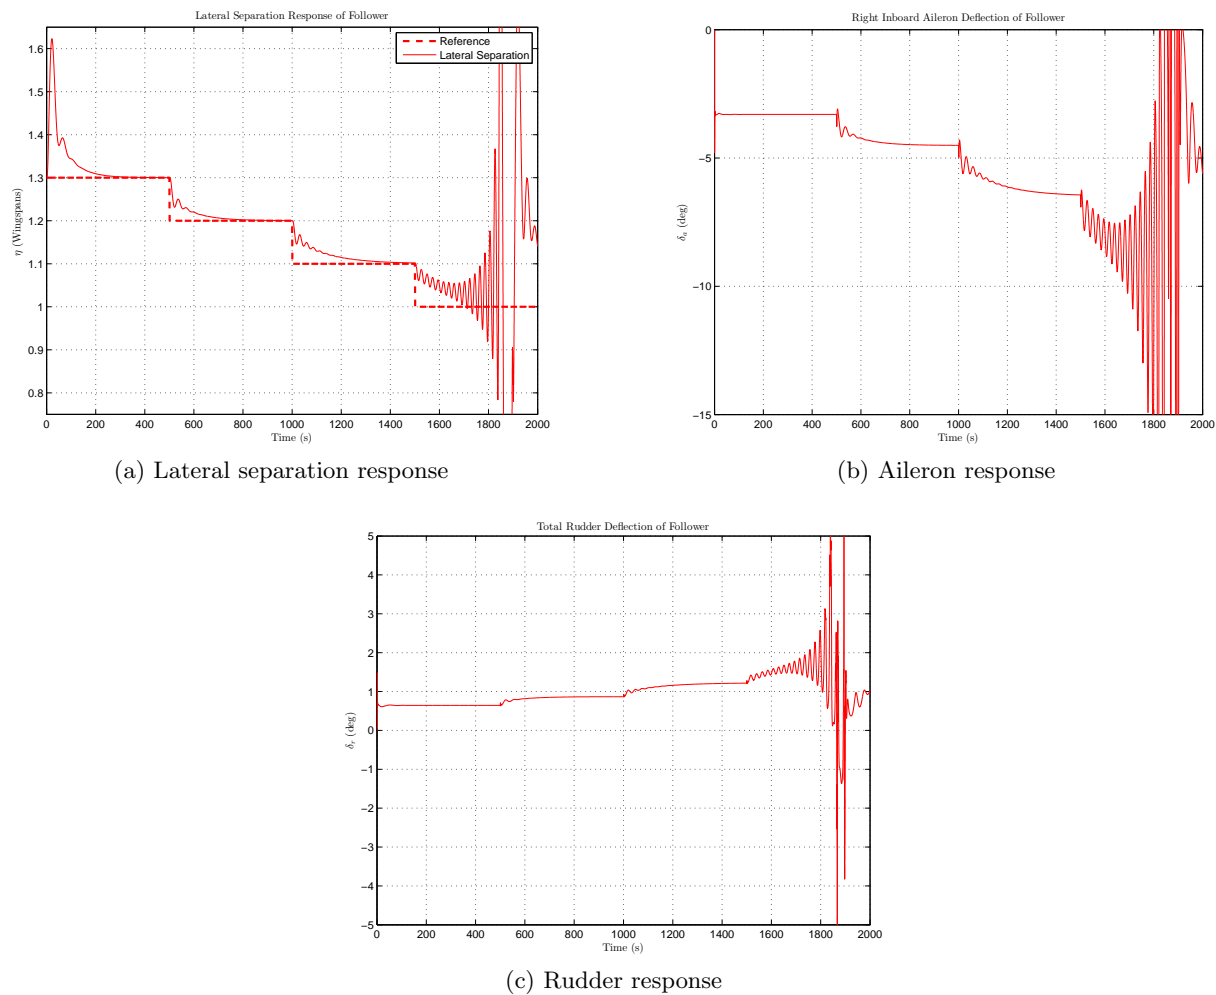 Lateral Separation Response of Follower
Reference
Lateral Separation
1.6
1.5
1.4
1.3
1.2
1.1
1
0.9
0.8
η (Wingspans)
0 200 400 600 800 1000 1200 1400 1600 1800 2000
Time (s)
(a) Lateral separation response
Right Inboard Aileron Deflection of Follower
0
−5
−10
−15
δa (deg)
0 200 400 600 800 1000 1200 1400 1600 1800 2000
Time (s)
(b) Aileron response
Total Rudder Deflection of Follower
5
4
3
2
1
0
−1
−2
−3
−4
−5
δr (deg)
0 200 400 600 800 1000 1200 1400 1600 1800 2000
Time (s)
(c) Rudder response